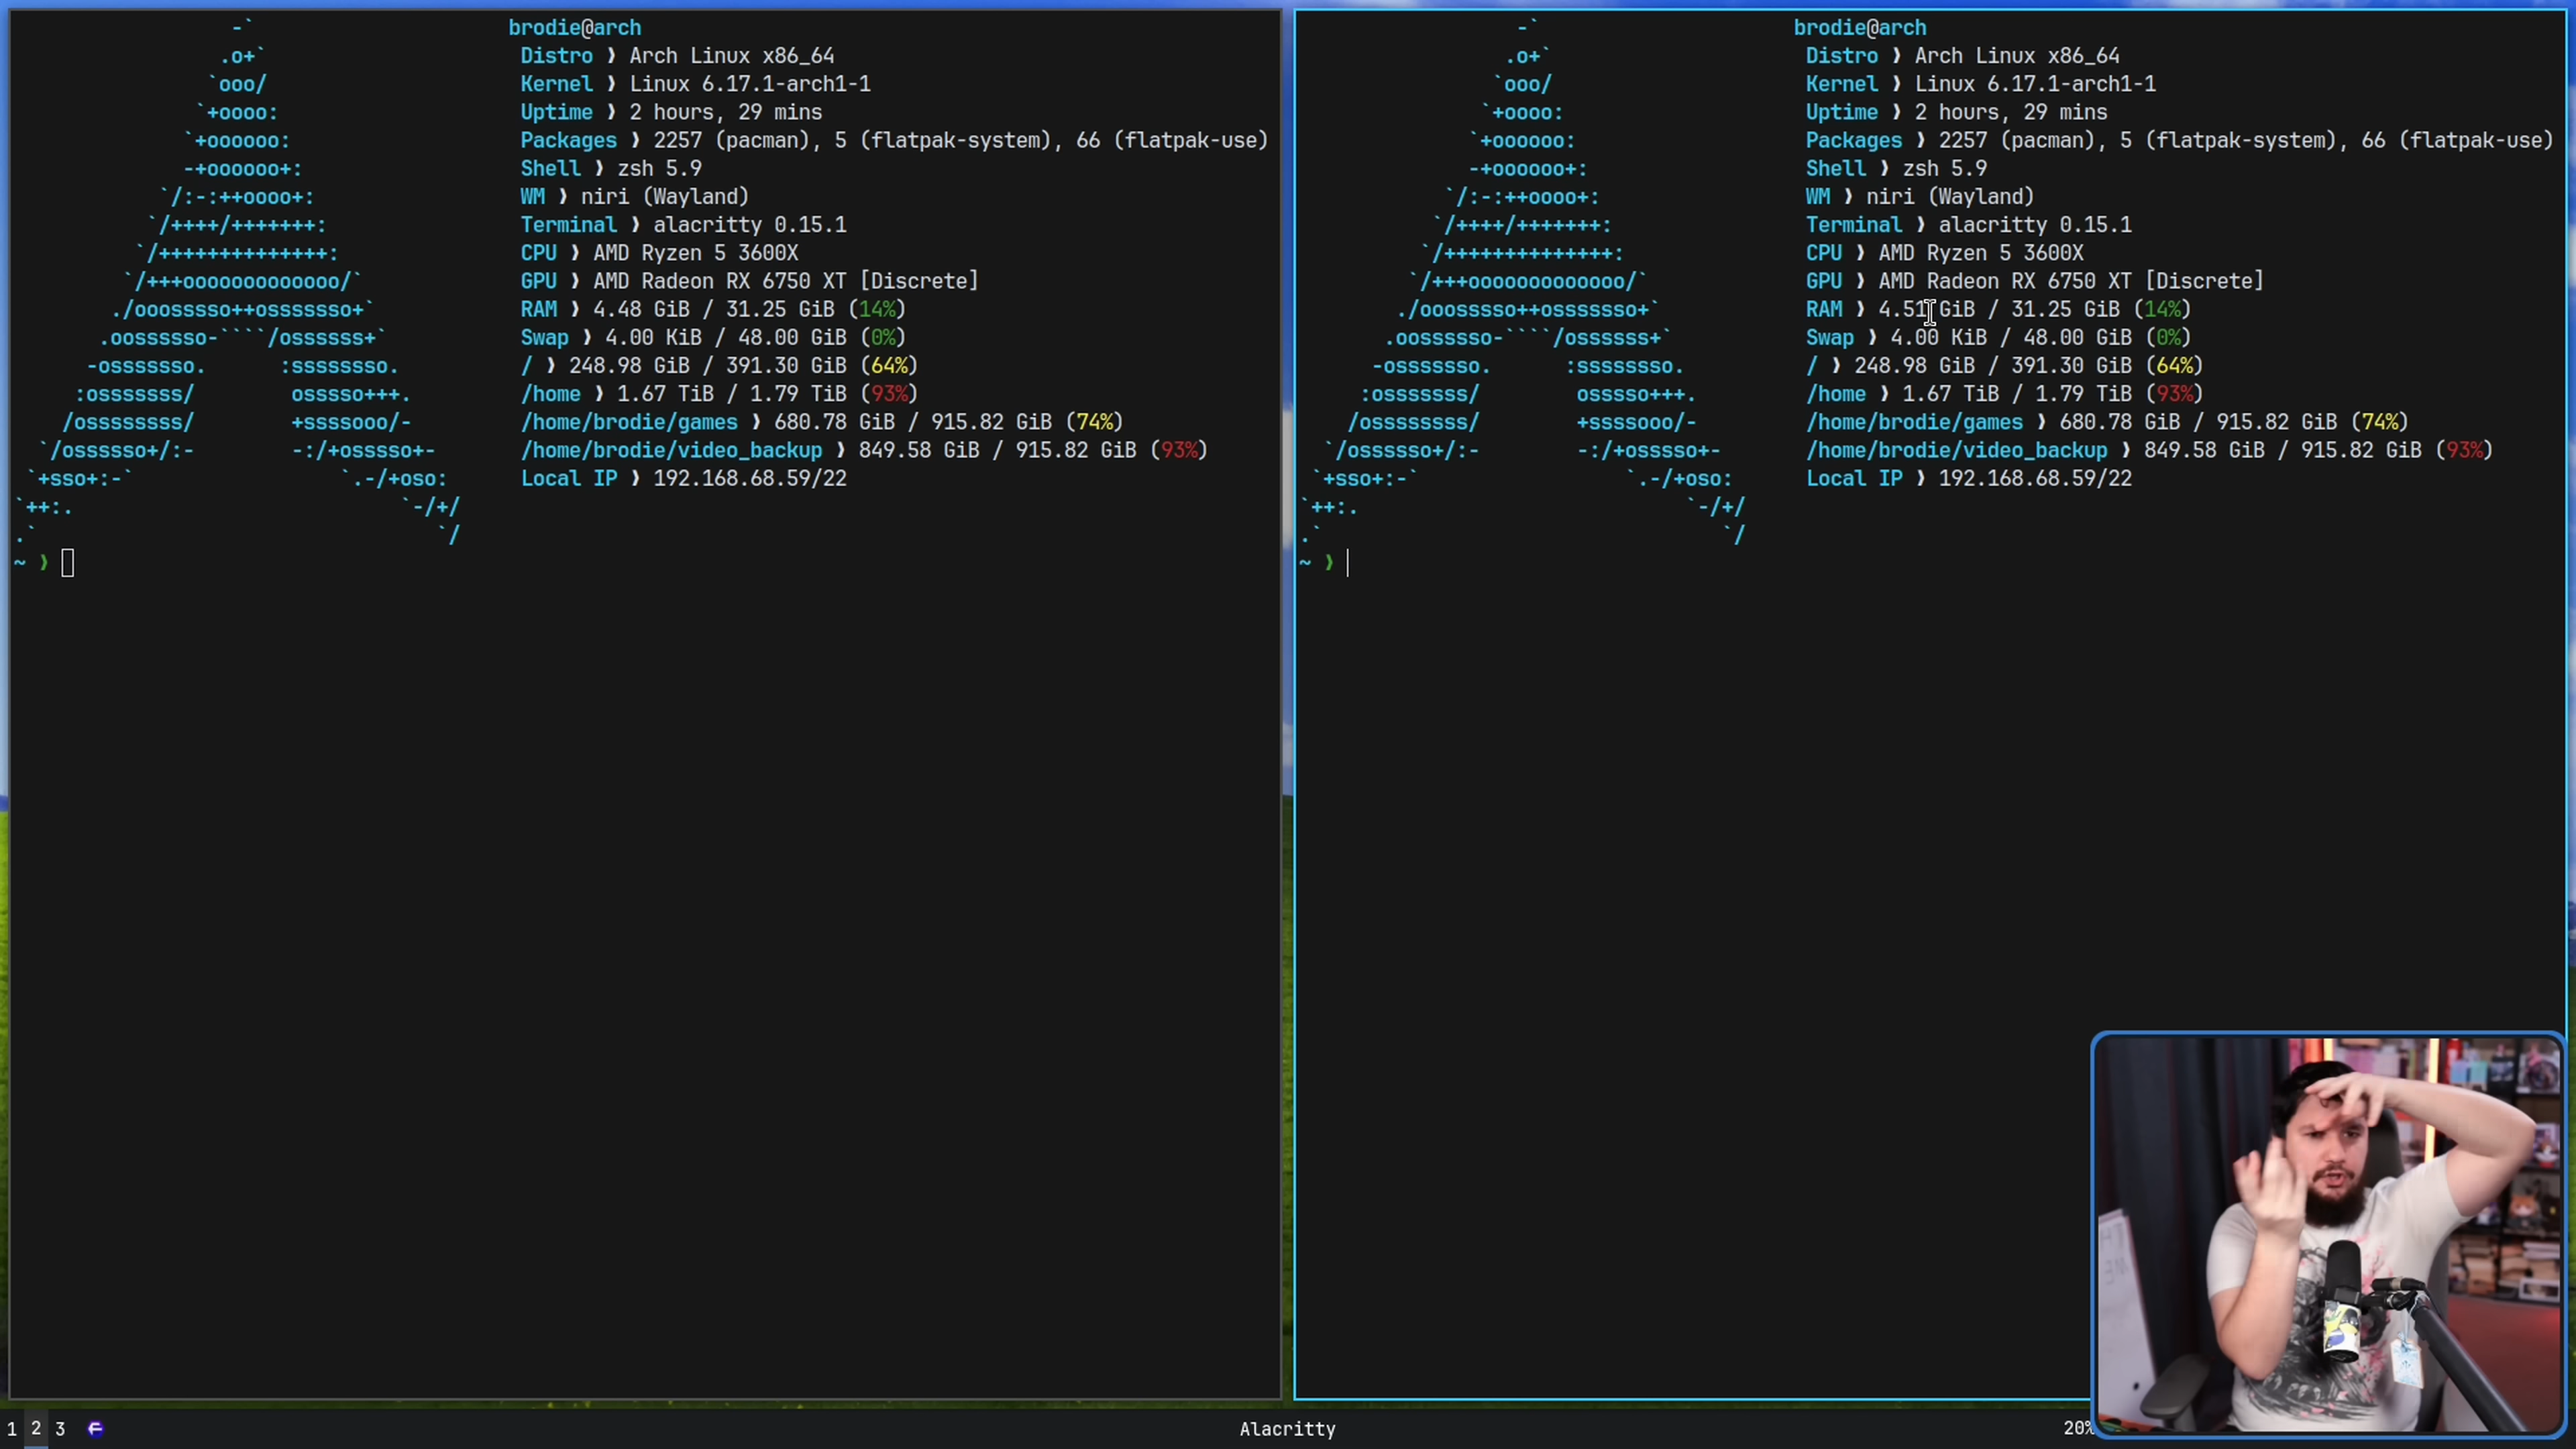 brodie@arch
Distro ❯ Arch Linux x86_64
Kernel ❯ Linux 6.17.1-arch1-1
Uptime ❯ 2 hours, 29 mins
Packages ❯ 2257 (pacman), 5 (flatpak-system), 66 (flatpak-use)
Shell ❯ zsh 5.9
WM ❯ niri (Wayland)
Terminal ❯ alacritty 0.15.1
CPU ❯ AMD Ryzen 5 3600X
GPU ❯ AMD Radeon RX 6750 XT [Discrete]
RAM ❯ 4.48 GiB / 31.25 GiB (14%)
Swap ❯ 4.00 KiB / 48.00 GiB (0%)
/ ❯ 248.98 GiB / 391.30 GiB (64%)
/home ❯ 1.67 TiB / 1.79 TiB (93%)
/home/brodie/games ❯ 680.78 GiB / 915.82 GiB (74%)
/home/brodie/video_backup ❯ 849.58 GiB / 915.82 GiB (93%)
Local IP ❯ 192.168.68.59/22
~ ❯
brodie@arch
Distro ❯ Arch Linux x86_64
Kernel ❯ Linux 6.17.1-arch1-1
Uptime ❯ 2 hours, 29 mins
Packages ❯ 2257 (pacman), 5 (flatpak-system), 66 (flatpak-use)
Shell ❯ zsh 5.9
WM ❯ niri (Wayland)
Terminal ❯ alacritty 0.15.1
CPU ❯ AMD Ryzen 5 3600X
GPU ❯ AMD Radeon RX 6750 XT [Discrete]
RAM ❯ 4.51 GiB / 31.25 GiB (14%)
Swap ❯ 4.00 KiB / 48.00 GiB (0%)
/ ❯ 248.98 GiB / 391.30 GiB (64%)
/home ❯ 1.67 TiB / 1.79 TiB (93%)
/home/brodie/games ❯ 680.78 GiB / 915.82 GiB (74%)
/home/brodie/video_backup ❯ 849.58 GiB / 915.82 GiB (93%)
Local IP ❯ 192.168.68.59/22
~ ❯
1 2 3
Alacritty
20%